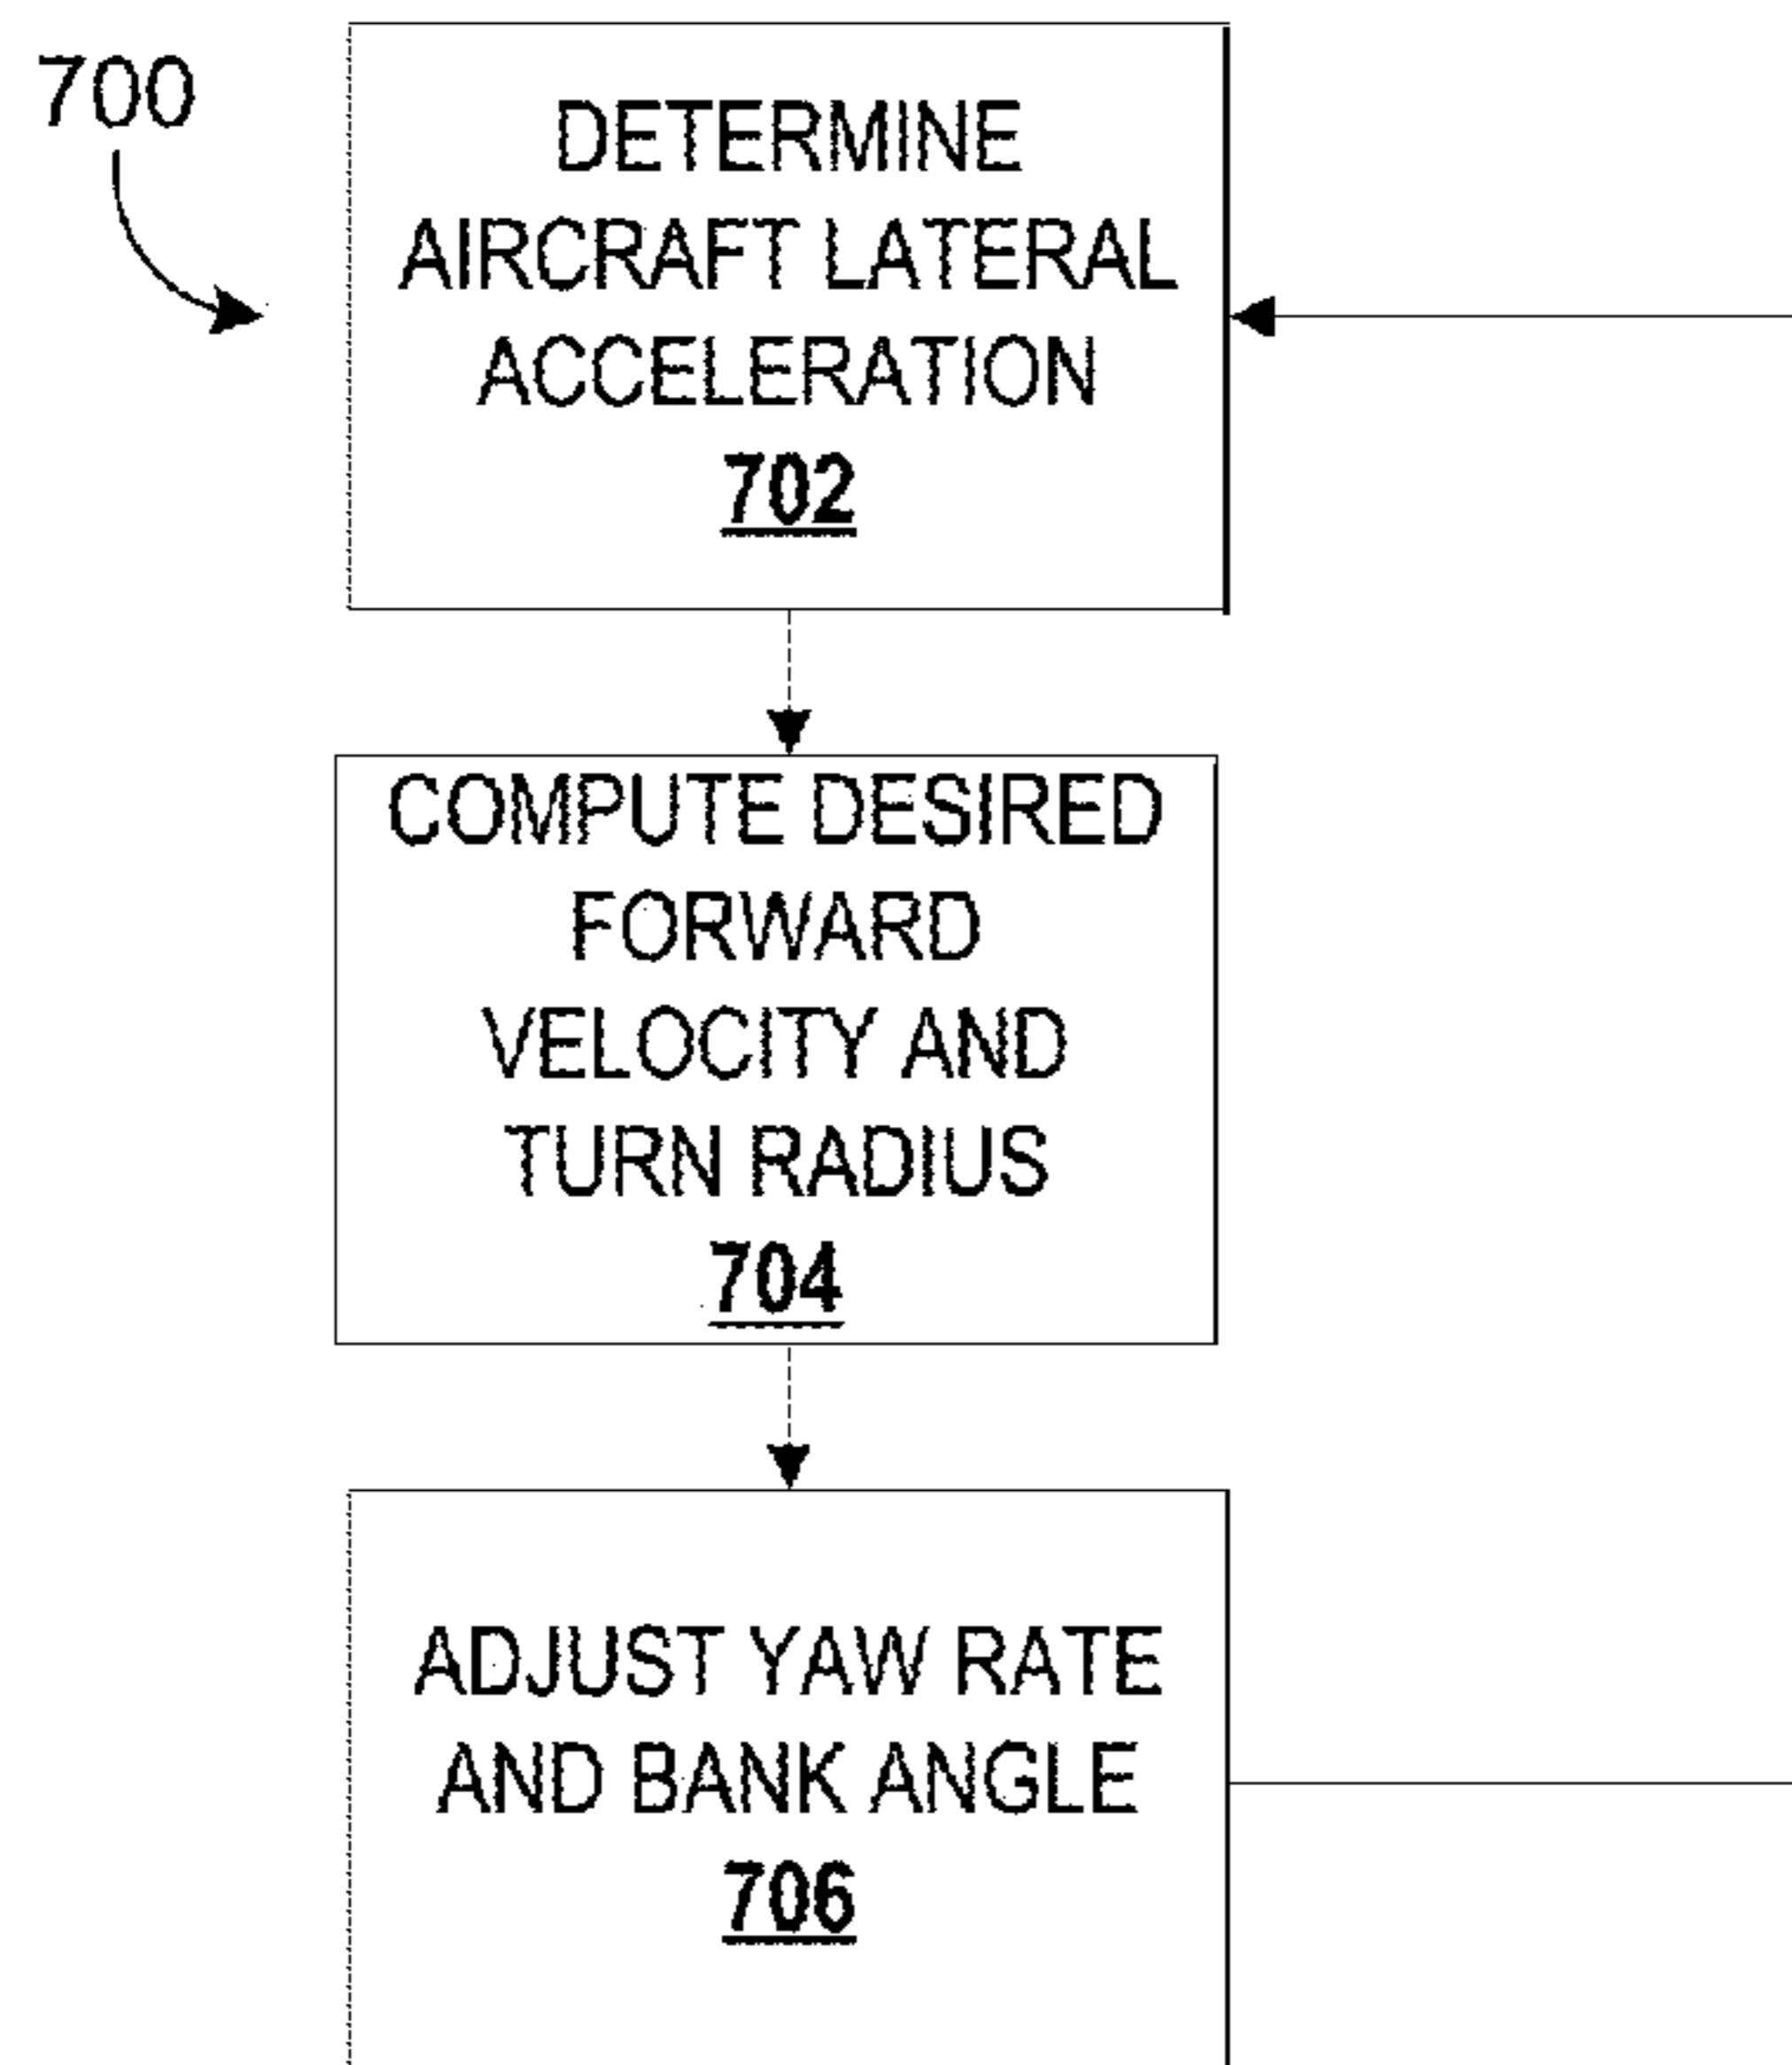 700
DETERMINE
AIRCRAFT LATERAL
ACCELERATION
702
COMPUTE DESIRED
FORWARD
VELOCITY AND
TURN RADIUS
704
ADJUST YAW RATE
AND BANK ANGLE
706